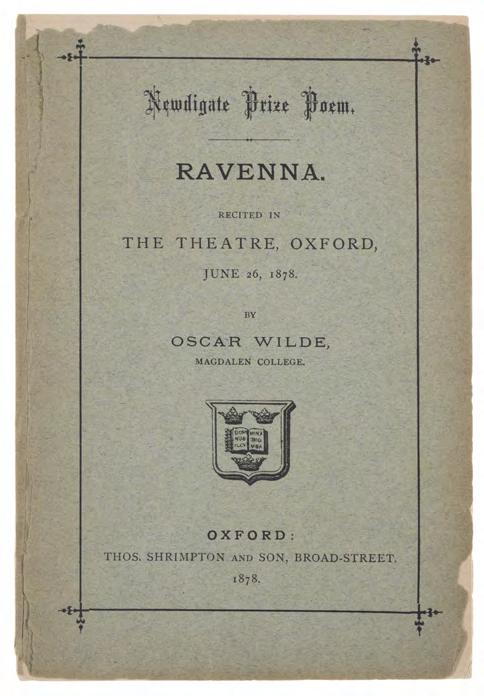 Newdigate Prize Poem.
RAVENNA.
RECITED IN
THE THEATRE, OXFORD,
JUNE 26, 1878.
BY
OSCAR WILDE,
MAGDALEN COLLEGE.
OXFORD:
THOS. SHRIMPTON AND SON, BROAD-STREET.
1878.